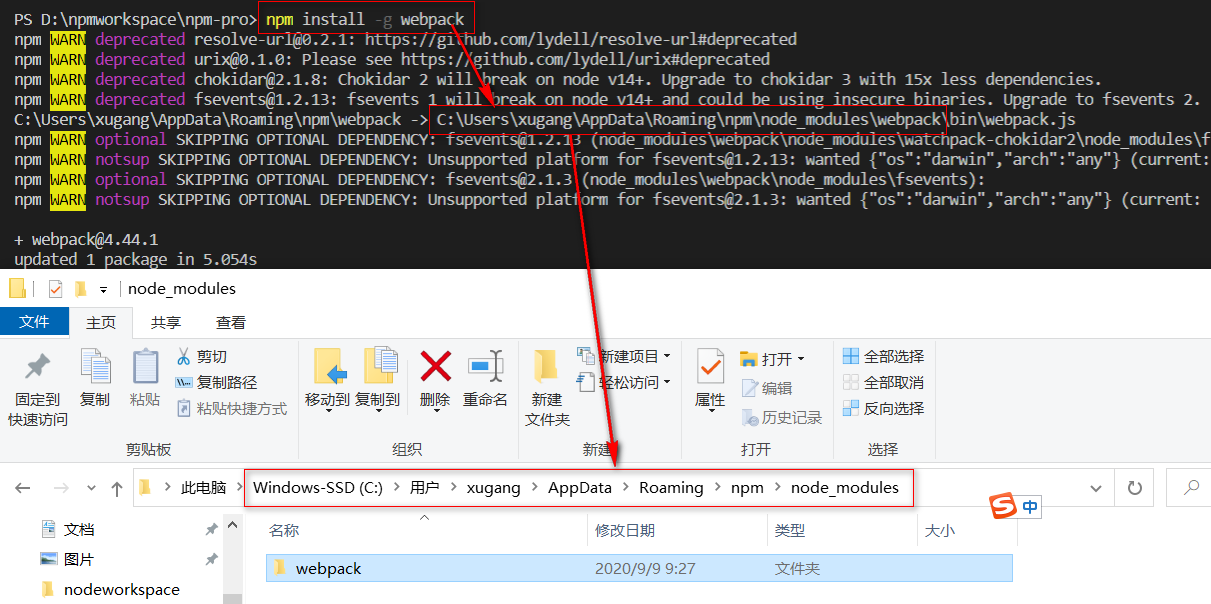 PS D:\npmworkspace\npm-pro> npm install -g webpack
npm WARN deprecated resolve-url@0.2.1: https://github.com/lydell/resolve-url#deprecated
npm WARN deprecated urix@0.1.0: Please see https://github.com/lydell/urix#deprecated
npm WARN deprecated chokidar@2.1.8: Chokidar 2 will break on node v14+. Upgrade to chokidar 3 with 15x less dependencies.
npm WARN deprecated fsevents@1.2.13: fsevents 1 will break on node v14+ and could be using insecure binaries. Upgrade to fsevents 2.
C:\Users\xugang\AppData\Roaming\npm\webpack -> C:\Users\xugang\AppData\Roaming\npm\node_modules\webpack\bin\webpack.js
npm WARN optional SKIPPING OPTIONAL DEPENDENCY: fsevents@1.2.13 (node_modules\webpack\node_modules\watchpack-chokidar2\node_modules\f
npm WARN notsup SKIPPING OPTIONAL DEPENDENCY: Unsupported platform for fsevents@1.2.13: wanted {"os":"darwin","arch":"any"} (current:
npm WARN optional SKIPPING OPTIONAL DEPENDENCY: fsevents@2.1.3 (node_modules\webpack\node_modules\fsevents):
npm WARN notsup SKIPPING OPTIONAL DEPENDENCY: Unsupported platform for fsevents@2.1.3: wanted {"os":"darwin","arch":"any"} (current:
+ webpack@4.44.1
updated 1 package in 5.054s
node_modules
文件 主页 共享 查看
固定到快速访问 复制 粘贴 剪切 复制路径 粘贴快捷方式
移动到 复制到 删除 重命名
新建文件夹 新建项目 轻松访问
属性 打开 编辑 历史记录
全部选择 全部取消 反向选择
剪贴板 组织 新建 打开 选择
此电脑 Windows-SSD (C:) 用户 xugang AppData Roaming npm node_modules
中
文档
图片
nodeworkspace
名称 修改日期 类型 大小
webpack 2020/9/9 9:27 文件夹